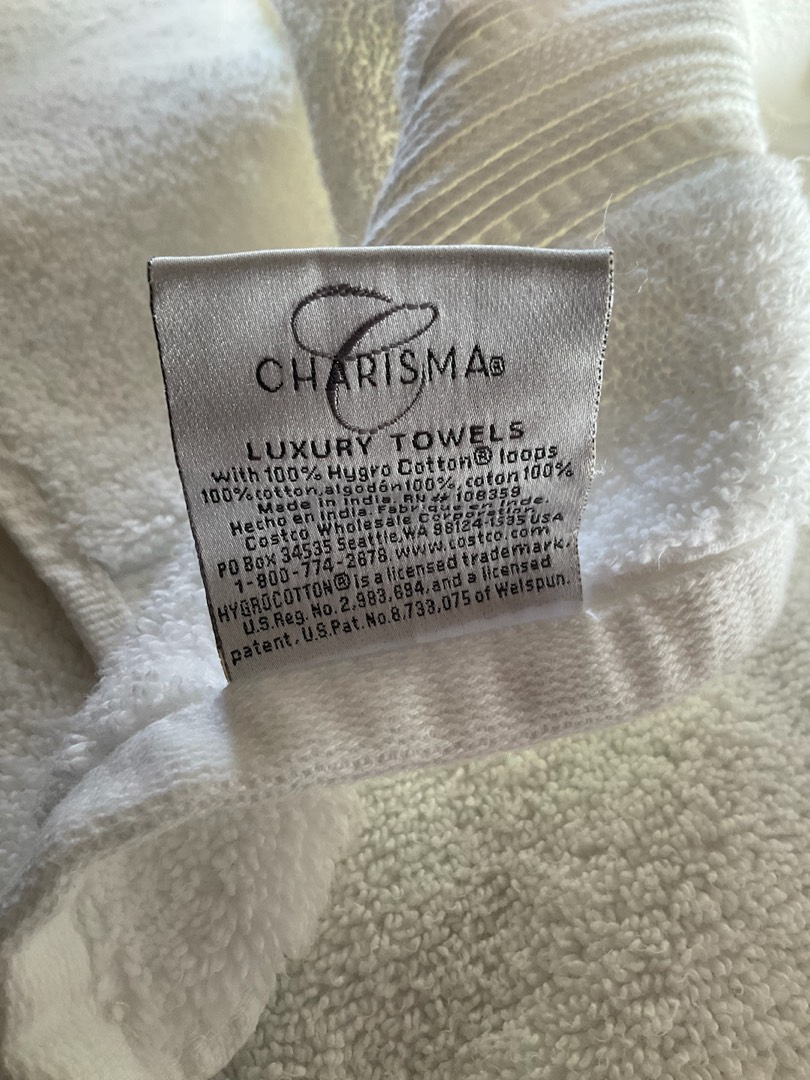 CHARISMA®
LUXURY TOWELS
with 100% Hygro Cotton® loops
100%cotton,algodón100%, coton 100%
Made in India, RN# 108359
Hecho en India. Fabriqué en Inde.
Costco Wholesale Corporation
PO Box 34535 Seattle,WA 98124-1535 USA
1-800-774-2678 www.costco.com
HYGROCOTTON® is a licensed trademark,
U.S.Reg. No. 2,983,694,and a licensed
patent, U.S.Pat.No.8,733,075 of Welspun.